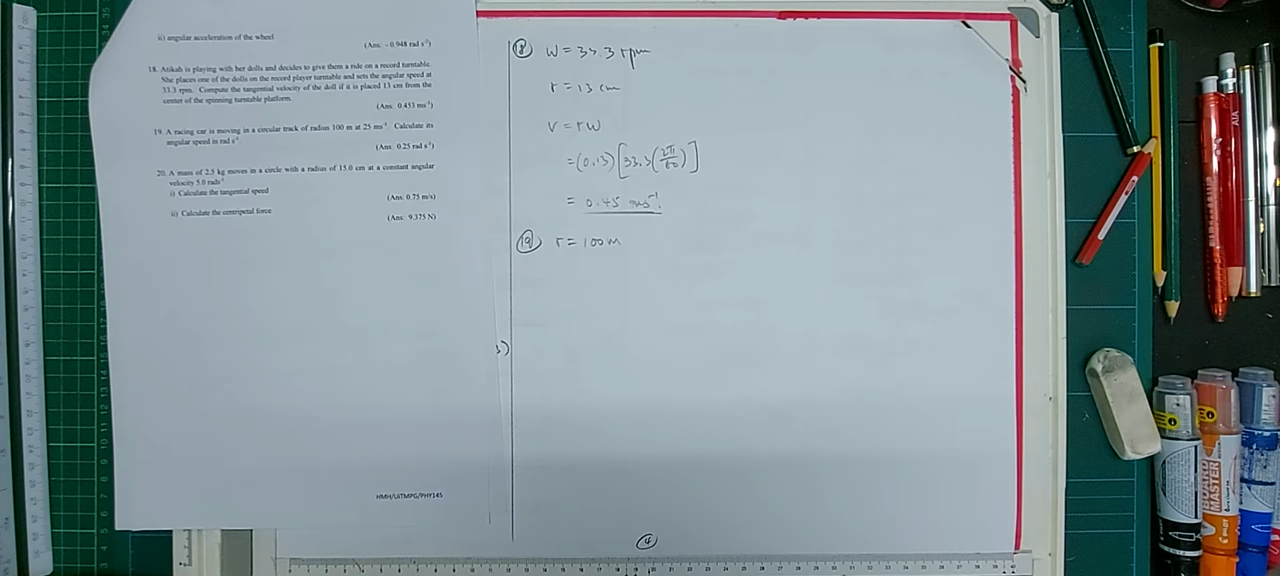 ii) angular acceleration of the wheel
(Ans: - 0.948 rad s⁻²)
18. Atikah is playing with her dolls and decides to give them a ride on a record turntable.
She places one of the dolls on the record player turntable and sets the angular speed at
33.3 rpm. Compute the tangential velocity of the doll if it is placed 13 cm from the
center of the spinning turntable platform.
(Ans: 0.453 ms⁻¹)
19. A racing car is moving in a circular track of radius 100 m at 25 ms⁻¹. Calculate its
angular speed in rad s⁻¹.
(Ans: 0.25 rad s⁻¹)
20. A mass of 2.5 kg moves in a circle with a radius of 15.0 cm at a constant angular
velocity 5.0 rads⁻¹
i) Calculate the tangential speed
(Ans: 0.75 m/s)
ii) Calculate the centripetal force
(Ans: 9.375 N)
HMH/UiTMPG/PHY145
18 ω = 33.3 rpm
r = 13 cm
v = rω
= (0.13) [33.3 (2π/60)]
= 0.45 ms⁻¹.
19 r = 100 m
4
BOARD
MASTER
PILOT